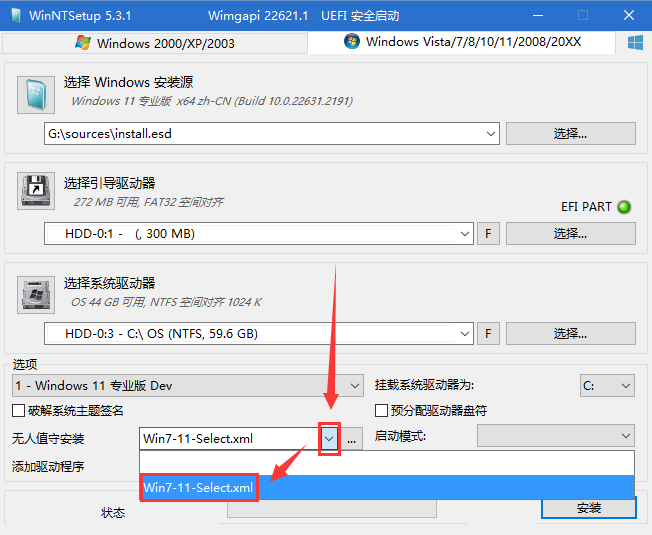 WinNTSetup 5.3.1 Wimgapi 22621.1 UEFI 安全启动
Windows 2000/XP/2003 Windows Vista/7/8/10/11/2008/20XX
选择 Windows 安装源
Windows 11 专业版 x64 zh-CN (Build 10.0.22631.2191)
G:\sources\install.esd 选择...
选择引导驱动器
272 MB 可用, FAT32 空间对齐
EFI PART
HDD-0:1 - (, 300 MB) F 选择...
选择系统驱动器
OS 44 GB 可用, NTFS 空间对齐 1024 K
HDD-0:3 - C:\ OS (NTFS, 59.6 GB) F 选择...
选项
1 - Windows 11 专业版 Dev 挂载系统驱动器为: C:
破解系统主题签名 预分配驱动器盘符
无人值守安装 Win7-11-Select.xml ... 启动模式:
添加驱动程序
Win7-11-Select.xml
状态 安装